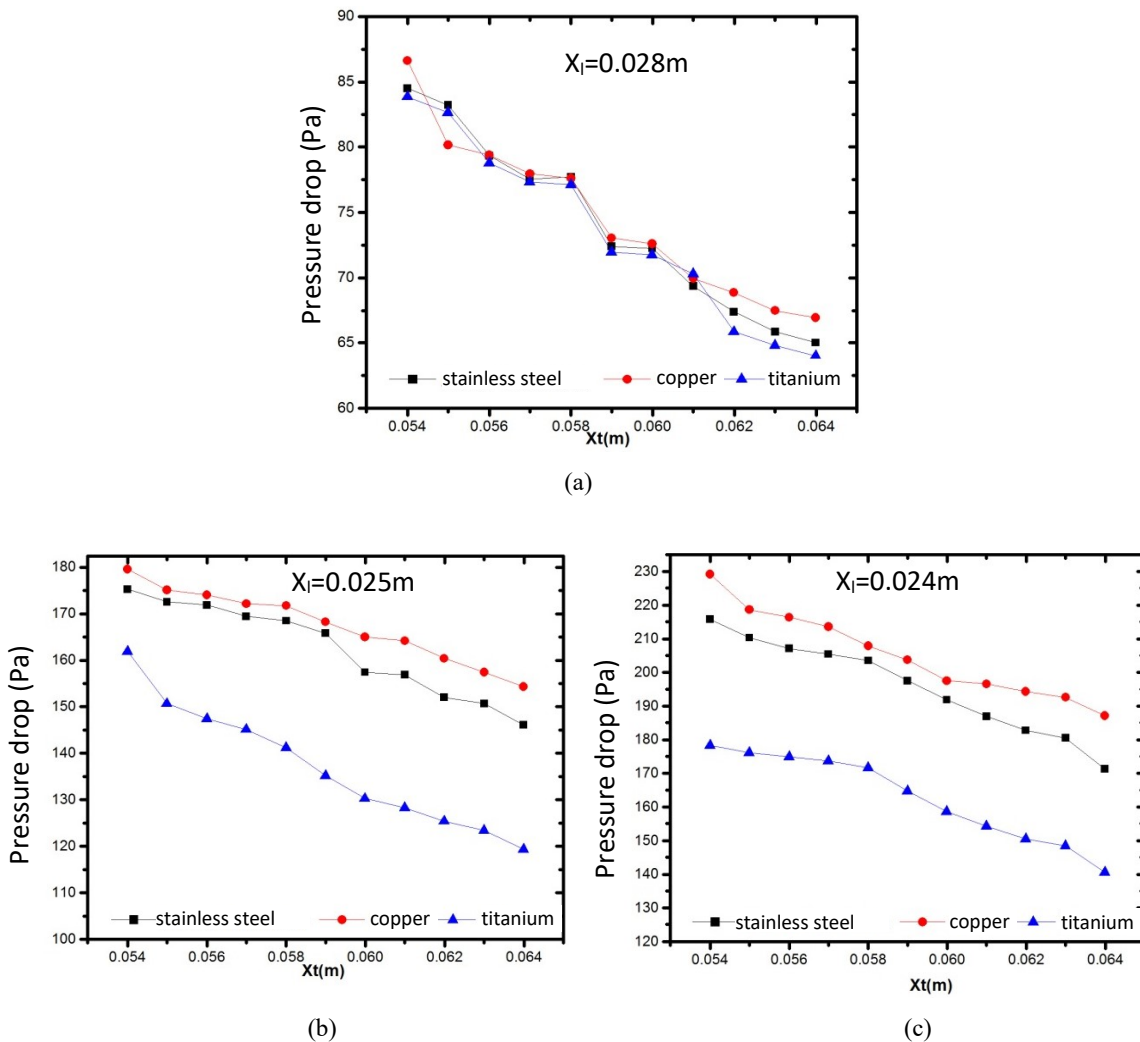 Xₗ=0.028m
Pressure drop (Pa)
90
85
80
75
70
65
60
stainless steel copper titanium
0.054 0.056 0.058 0.060 0.062 0.064
Xt(m)
(a)
Xₗ=0.025m
Pressure drop (Pa)
180
170
160
150
140
130
120
110
100
stainless steel copper titanium
0.054 0.056 0.058 0.060 0.062 0.064
Xt(m)
(b)
Xₗ=0.024m
Pressure drop (Pa)
230
220
210
200
190
180
170
160
150
140
130
120
stainless steel copper titanium
0.054 0.056 0.058 0.060 0.062 0.064
Xt(m)
(c)